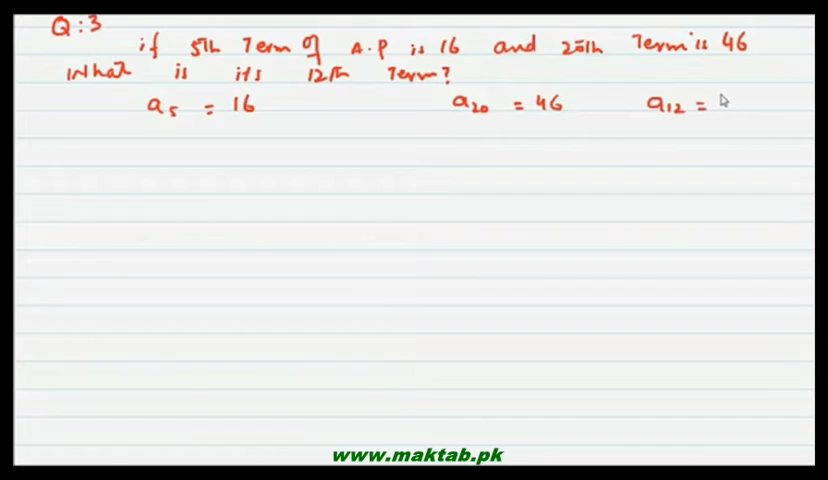 Q:3
if 5th Term of A.P is 16 and 20th Term is 46
What is its 12th Term?
a₅ = 16 a₂₀ = 46 a₁₂ =
www.maktab.pk